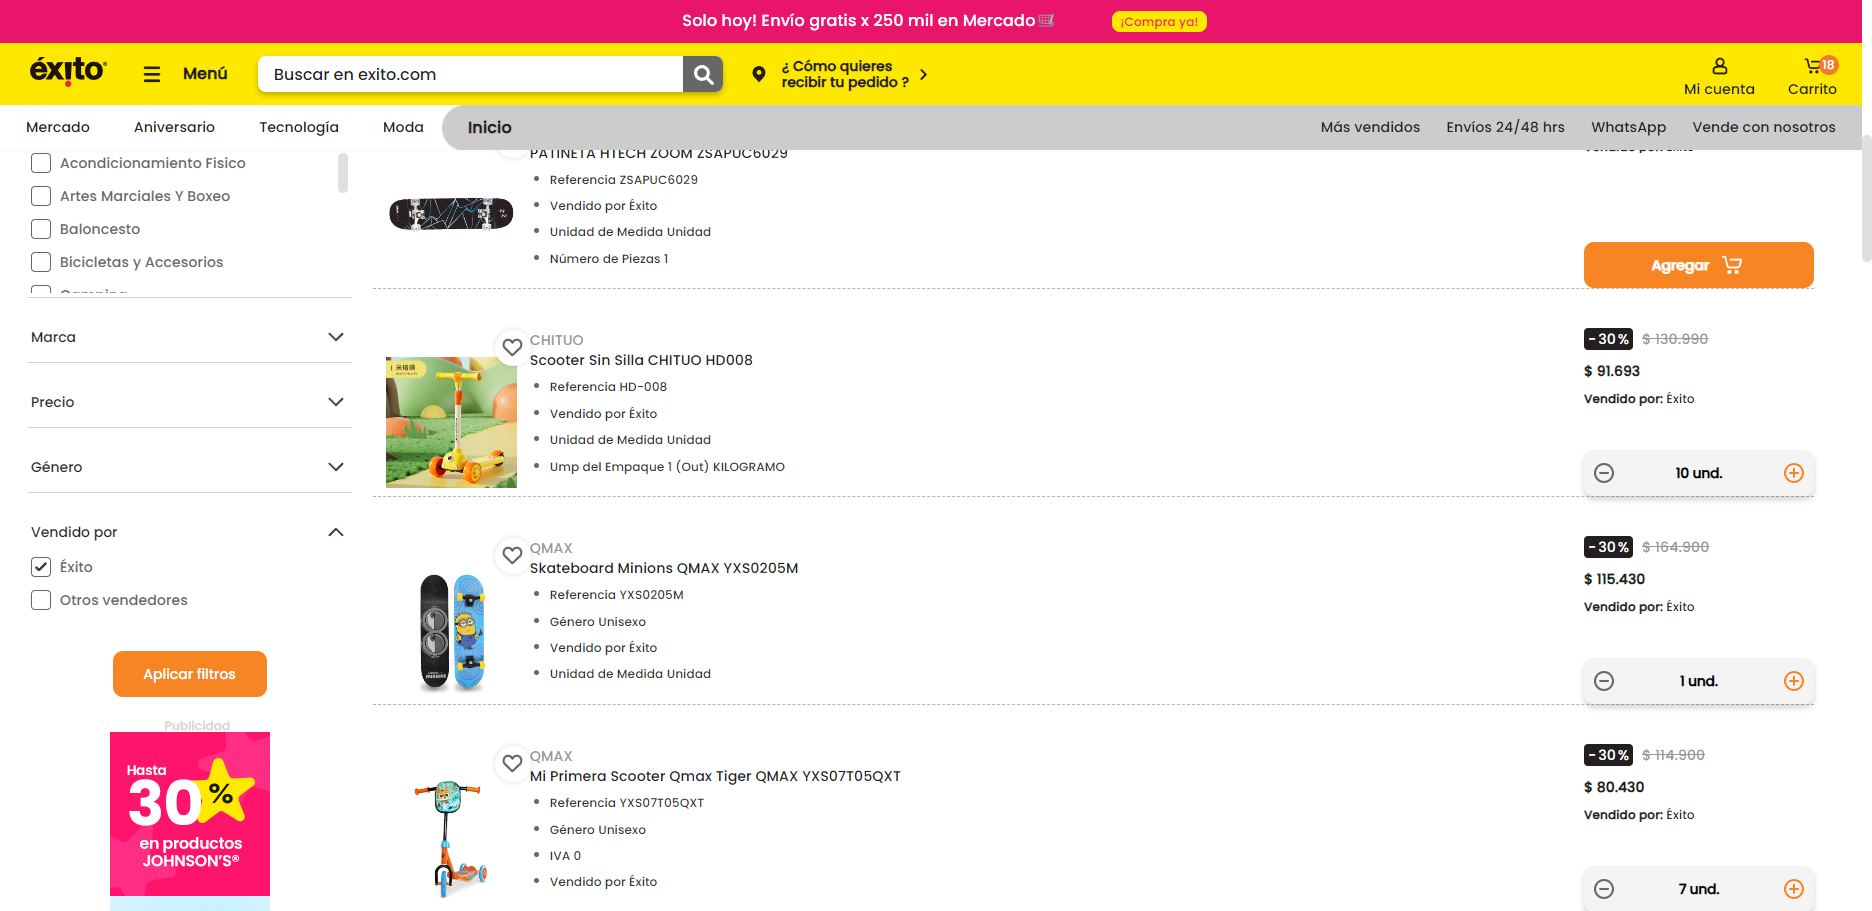 Solo hoy! Envío gratis x 250 mil en Mercado
¡Compra ya!
éxito
Menú
Buscar en exito.com
¿ Cómo quieres
recibir tu pedido ?
Mi cuenta
18
Carrito
Mercado
Aniversario
Tecnología
Moda
Inicio
Más vendidos
Envíos 24/48 hrs
WhatsApp
Vende con nosotros
Acondicionamiento Fisico
Artes Marciales Y Boxeo
Baloncesto
Bicicletas y Accesorios
Marca
Precio
Género
Vendido por
Éxito
Otros vendedores
Aplicar filtros
Publicidad
Hasta
30%
en productos
JOHNSON'S®
PATINETA HTECH ZOOM ZSAPUC6029
Referencia ZSAPUC6029
Vendido por Éxito
Unidad de Medida Unidad
Número de Piezas 1
Agregar
CHITUO
Scooter Sin Silla CHITUO HD008
Referencia HD-008
Vendido por Éxito
Unidad de Medida Unidad
Ump del Empaque 1 (Out) KILOGRAMO
-30% $ 130.990
$ 91.693
Vendido por: Éxito
10 und.
QMAX
Skateboard Minions QMAX YXS0205M
Referencia YXS0205M
Género Unisexo
Vendido por Éxito
Unidad de Medida Unidad
MINIONS
-30% $ 164.900
$ 115.430
Vendido por: Éxito
1 und.
QMAX
Mi Primera Scooter Qmax Tiger QMAX YXS07T05QXT
Referencia YXS07T05QXT
Género Unisexo
IVA 0
Vendido por Éxito
-30% $ 114.900
$ 80.430
Vendido por: Éxito
7 und.